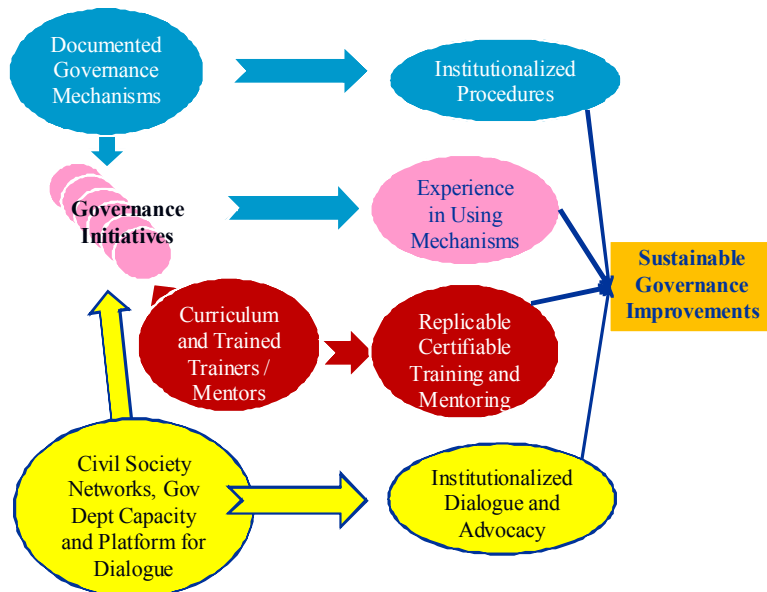 Documented
Governance
Mechanisms
Institutionalized
Procedures
Governance
Initiatives
Experience
in Using
Mechanisms
Sustainable
Governance
Improvements
Curriculum
and Trained
Trainers /
Mentors
Replicable
Certifiable
Training and
Mentoring
Civil Society
Networks, Gov
Dept Capacity
and Platform for
Dialogue
Institutionalized
Dialogue and
Advocacy